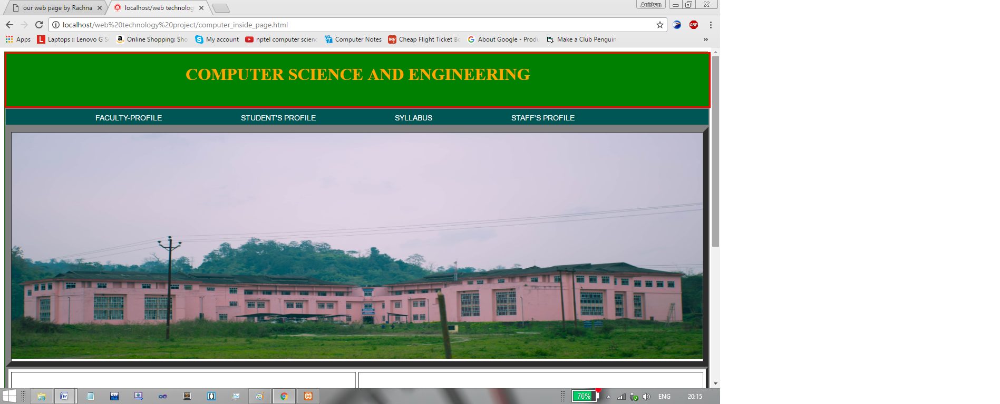 our web page by Rachna
localhost/web technolog
Anirban
localhost/web%20technology%20project/computer_inside_page.html
ABP
Apps
L Laptops :: Lenovo G S
a Online Shopping: Sho
S My account
nptel computer scienc
Computer Notes
my Cheap Flight Ticket Bo
G About Google - Produ
Make a Club Penguin
»
COMPUTER SCIENCE AND ENGINEERING
FACULTY-PROFILE STUDENT'S PROFILE SYLLABUS STAFF'S PROFILE
76%
ENG
20:15